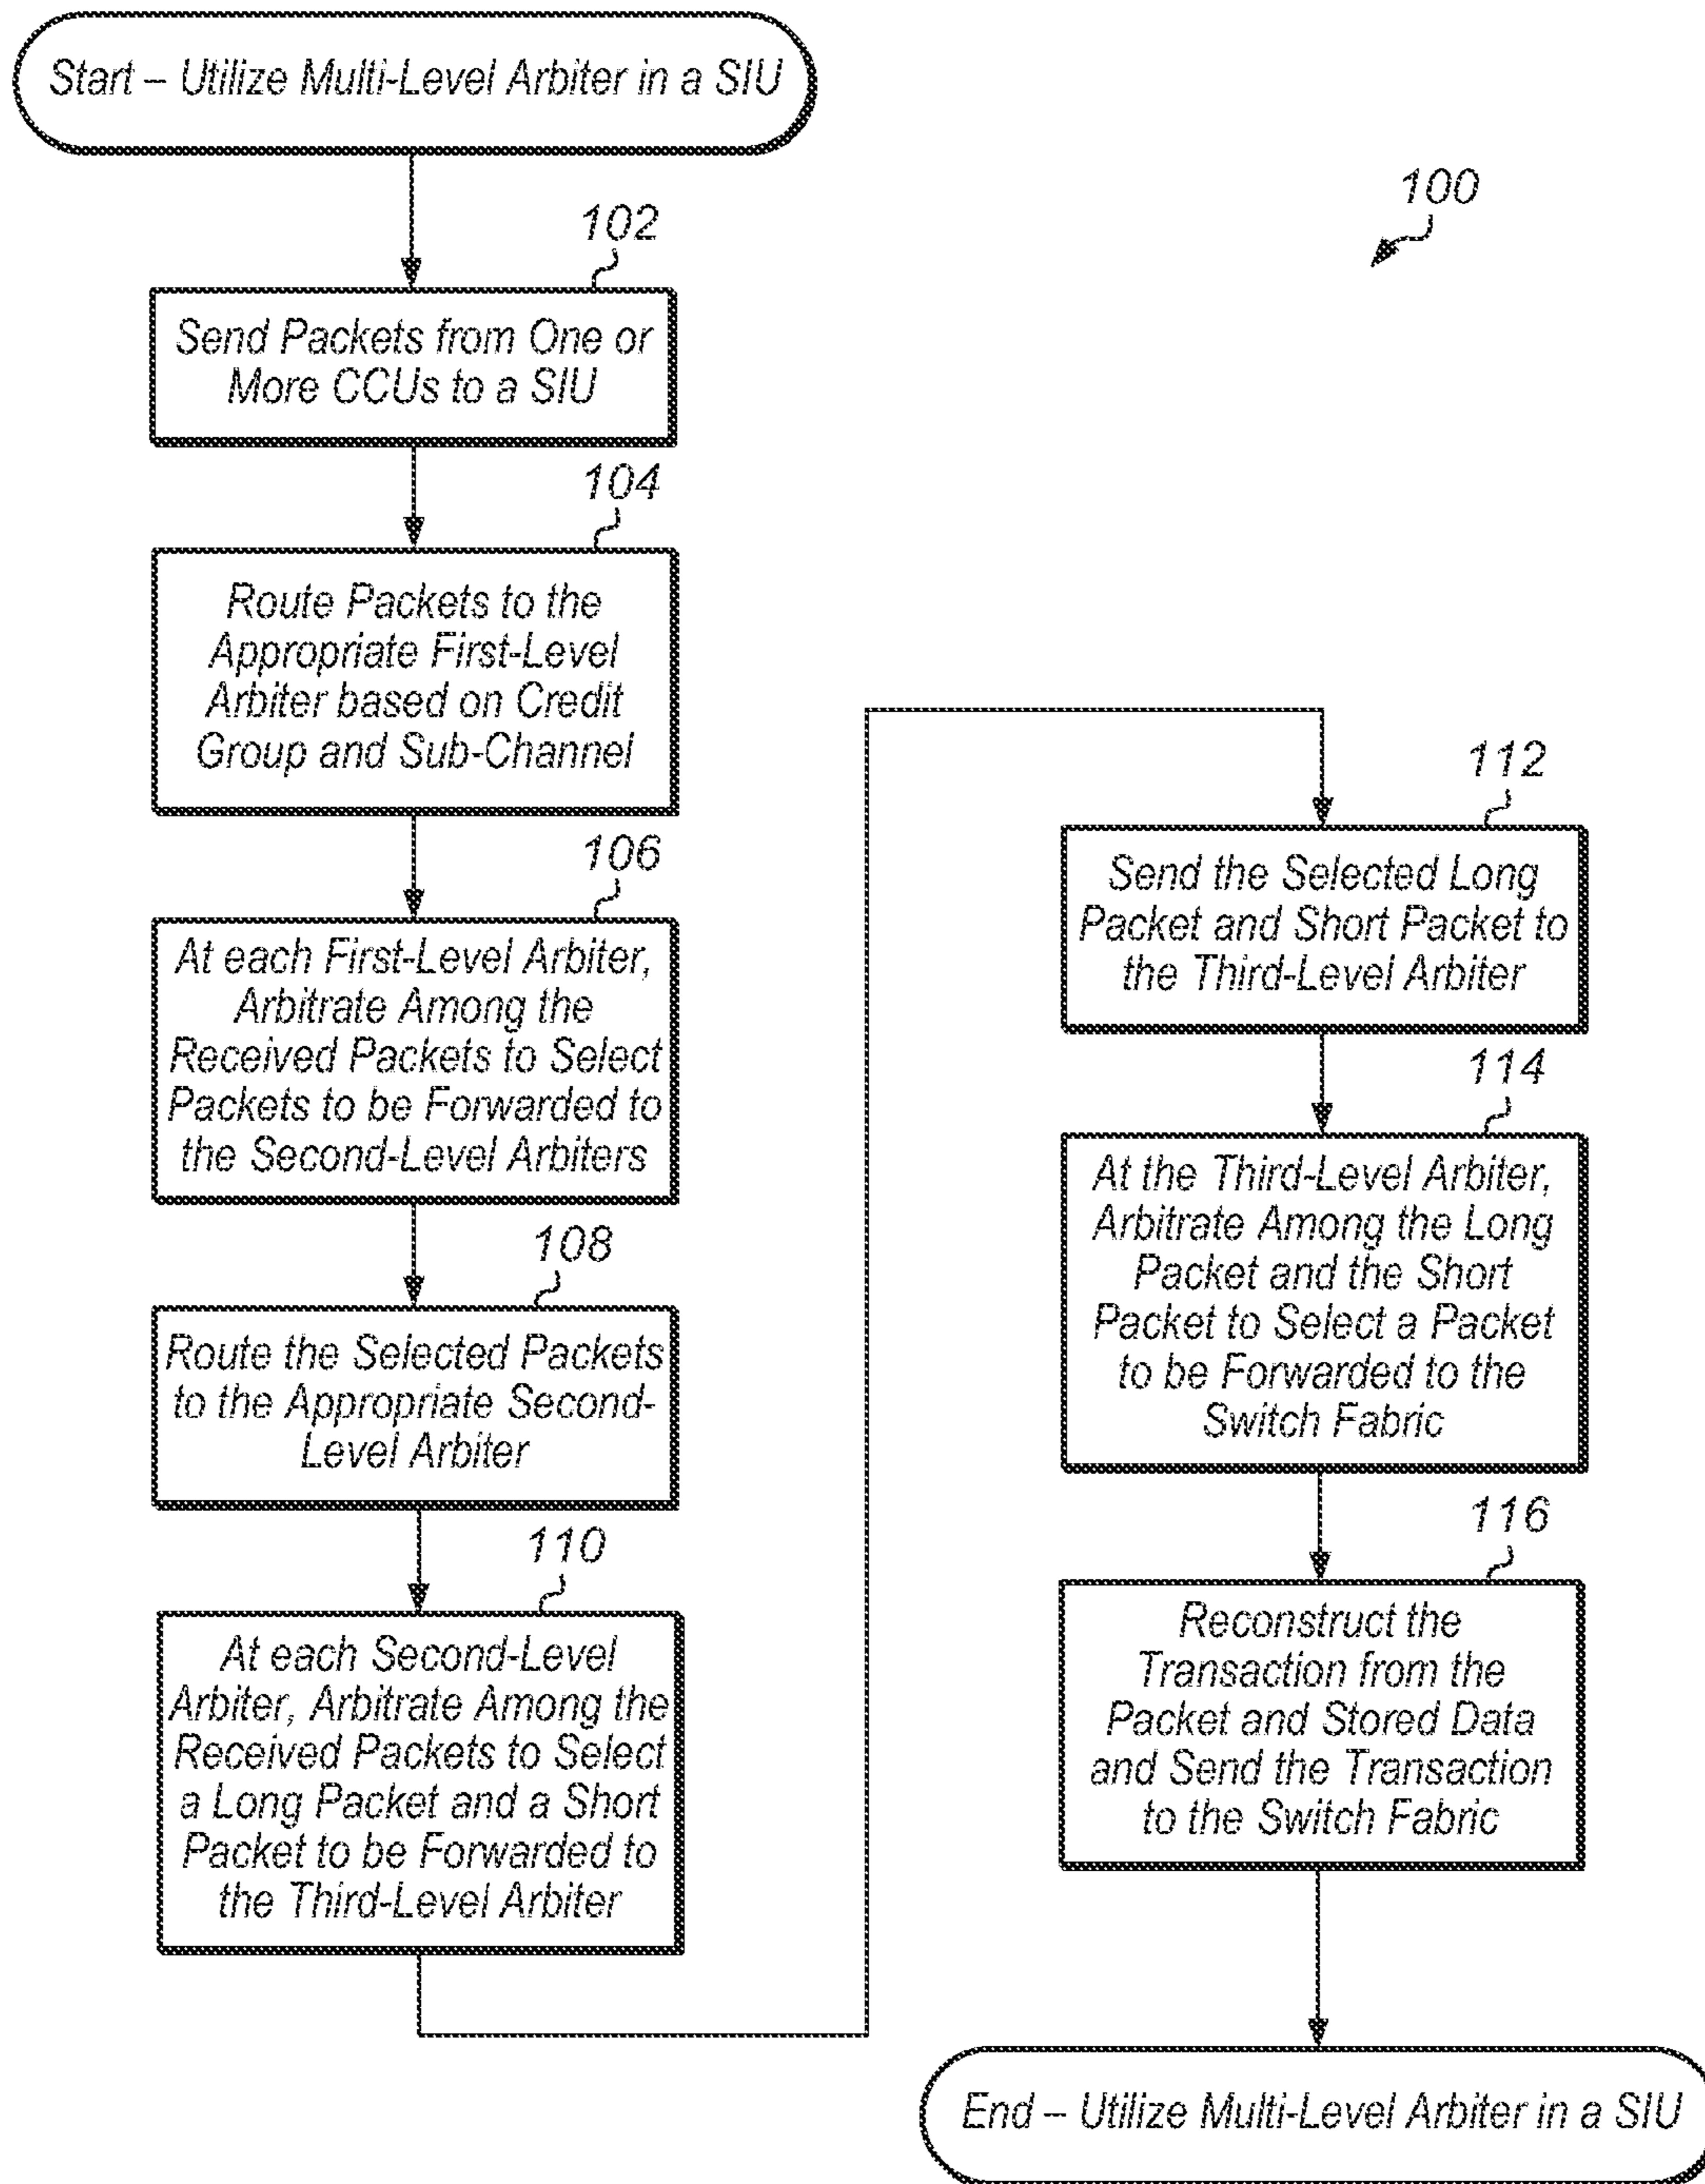 Start – Utilize Multi-Level Arbiter in a SIU
100
102
Send Packets from One or
More CCUs to a SIU
104
Route Packets to the
Appropriate First-Level
Arbiter based on Credit
Group and Sub-Channel
106
At each First-Level Arbiter,
Arbitrate Among the
Received Packets to Select
Packets to be Forwarded to
the Second-Level Arbiters
108
Route the Selected Packets
to the Appropriate Second-
Level Arbiter
110
At each Second-Level
Arbiter, Arbitrate Among the
Received Packets to Select
a Long Packet and a Short
Packet to be Forwarded to
the Third-Level Arbiter
112
Send the Selected Long
Packet and Short Packet to
the Third-Level Arbiter
114
At the Third-Level Arbiter,
Arbitrate Among the Long
Packet and the Short
Packet to Select a Packet
to be Forwarded to the
Switch Fabric
116
Reconstruct the
Transaction from the
Packet and Stored Data
and Send the Transaction
to the Switch Fabric
End – Utilize Multi-Level Arbiter in a SIU